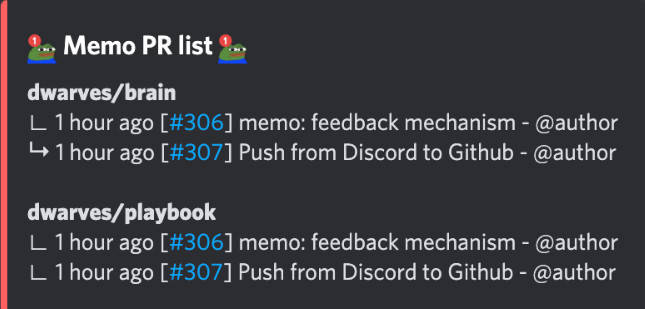 Memo PR list
dwarves/brain
∟ 1 hour ago [#306] memo: feedback mechanism - @author
↳ 1 hour ago [#307] Push from Discord to Github - @author
dwarves/playbook
∟ 1 hour ago [#306] memo: feedback mechanism - @author
∟ 1 hour ago [#307] Push from Discord to Github - @author